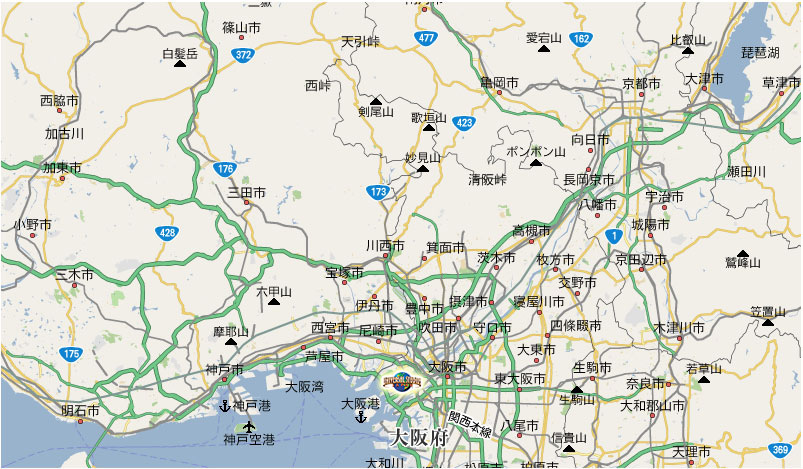 篠山市
天引峠
477
愛宕山
162
比叡山
琵琶湖
白髪岳
372
西峠
亀岡市
京都市
大津市
草津市
西脇市
剣尾山
歌垣山
423
加古川
向日市
妙見山
ポンポン山
加東市
176
173
清阪峠
長岡京市
瀬田川
三田市
八幡市
宇治市
小野市
428
高槻市
1
城陽市
川西市
箕面市
茨木市
枚方市
京田辺市
鷲峰山
三木市
宝塚市
交野市
六甲山
伊丹市
豊中市
摂津市
寝屋川市
笠置山
摩耶山
西宮市
尼崎市
吹田市
守口市
四條畷市
木津川市
175
芦屋市
大東市
神戸市
大阪市
生駒市
若草山
大阪湾
東大阪市
奈良市
明石市
神戸港
大阪港
生駒山
大和郡山市
神戸空港
大阪府
関西本線
八尾市
信貴山
369
大和川
松原市
柏原市
大理市